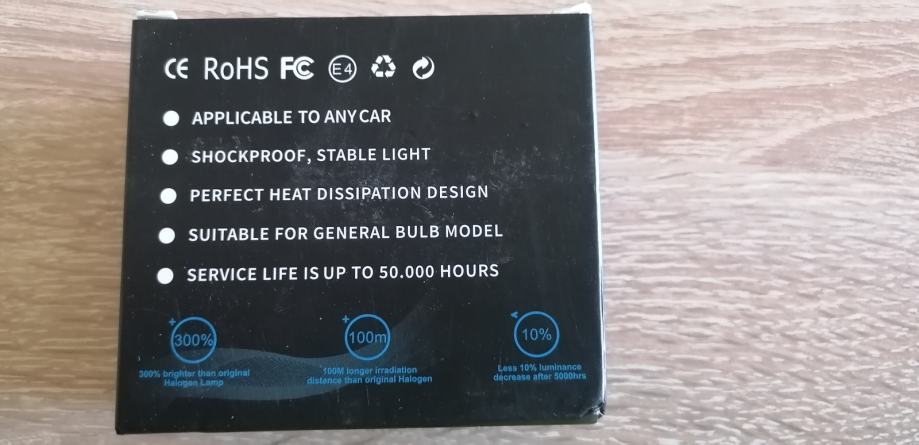 CE RoHS FC E4
APPLICABLE TO ANY CAR
SHOCKPROOF, STABLE LIGHT
PERFECT HEAT DISSIPATION DESIGN
SUITABLE FOR GENERAL BULB MODEL
SERVICE LIFE IS UP TO 50.000 HOURS
+ 300%
300% brighter than original
Halogen Lamp
+ 100m
100M longer irradiation
distance than original Halogen
< 10%
Less 10% luminance
decrease after 5000hrs